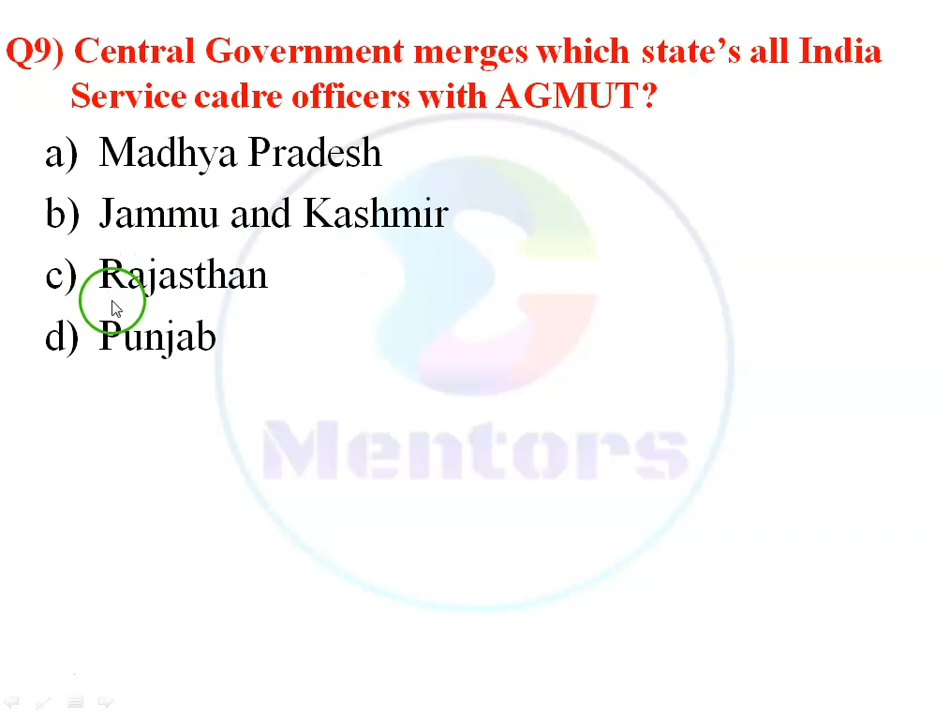 Q9) Central Government merges which state’s all India
Service cadre officers with AGMUT?
a) Madhya Pradesh
b) Jammu and Kashmir
c) Rajasthan
d) Punjab
Mentors